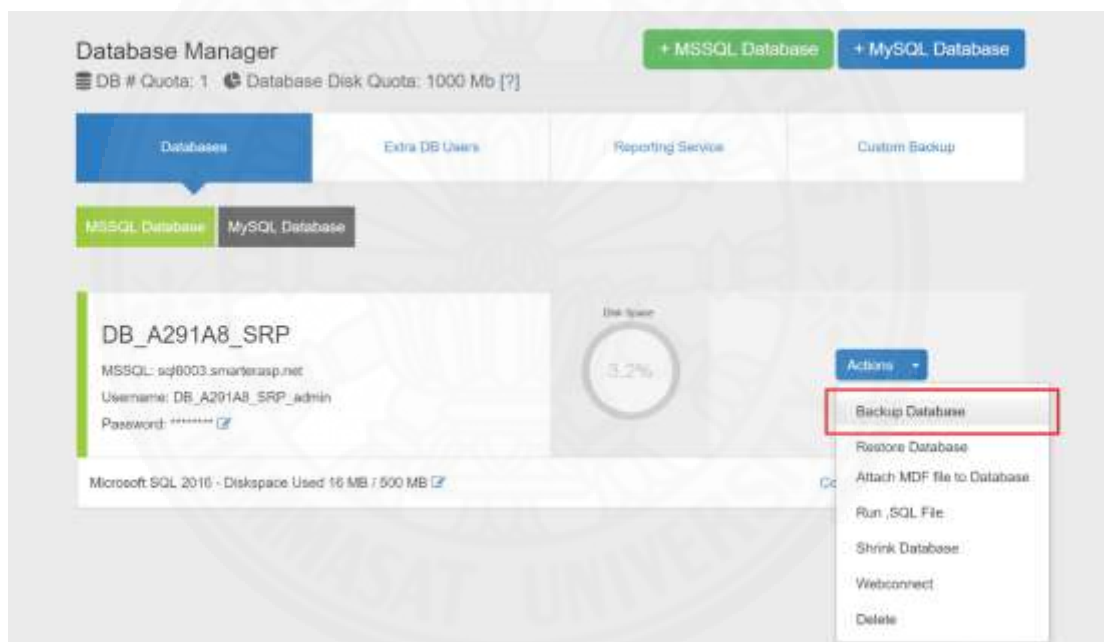 Database Manager
+ MSSQL Database
+ MySQL Database
DB # Quota: 1 Database Disk Quota: 1000 Mb [?]
Databases
Extra DB Users
Reporting Service
Custom Backup
MSSQL Database
MySQL Database
DB_A291A8_SRP
MSSQL: sql6003.smarterasp.net
Username: DB_A291A8_SRP_admin
Password: ********
Disk Space
3.2%
Actions
Backup Database
Restore Database
Attach MDF file to Database
Run .SQL File
Shrink Database
Webconnect
Delete
Microsoft SQL 2016 - Diskspace Used 16 MB / 500 MB
UNIVER